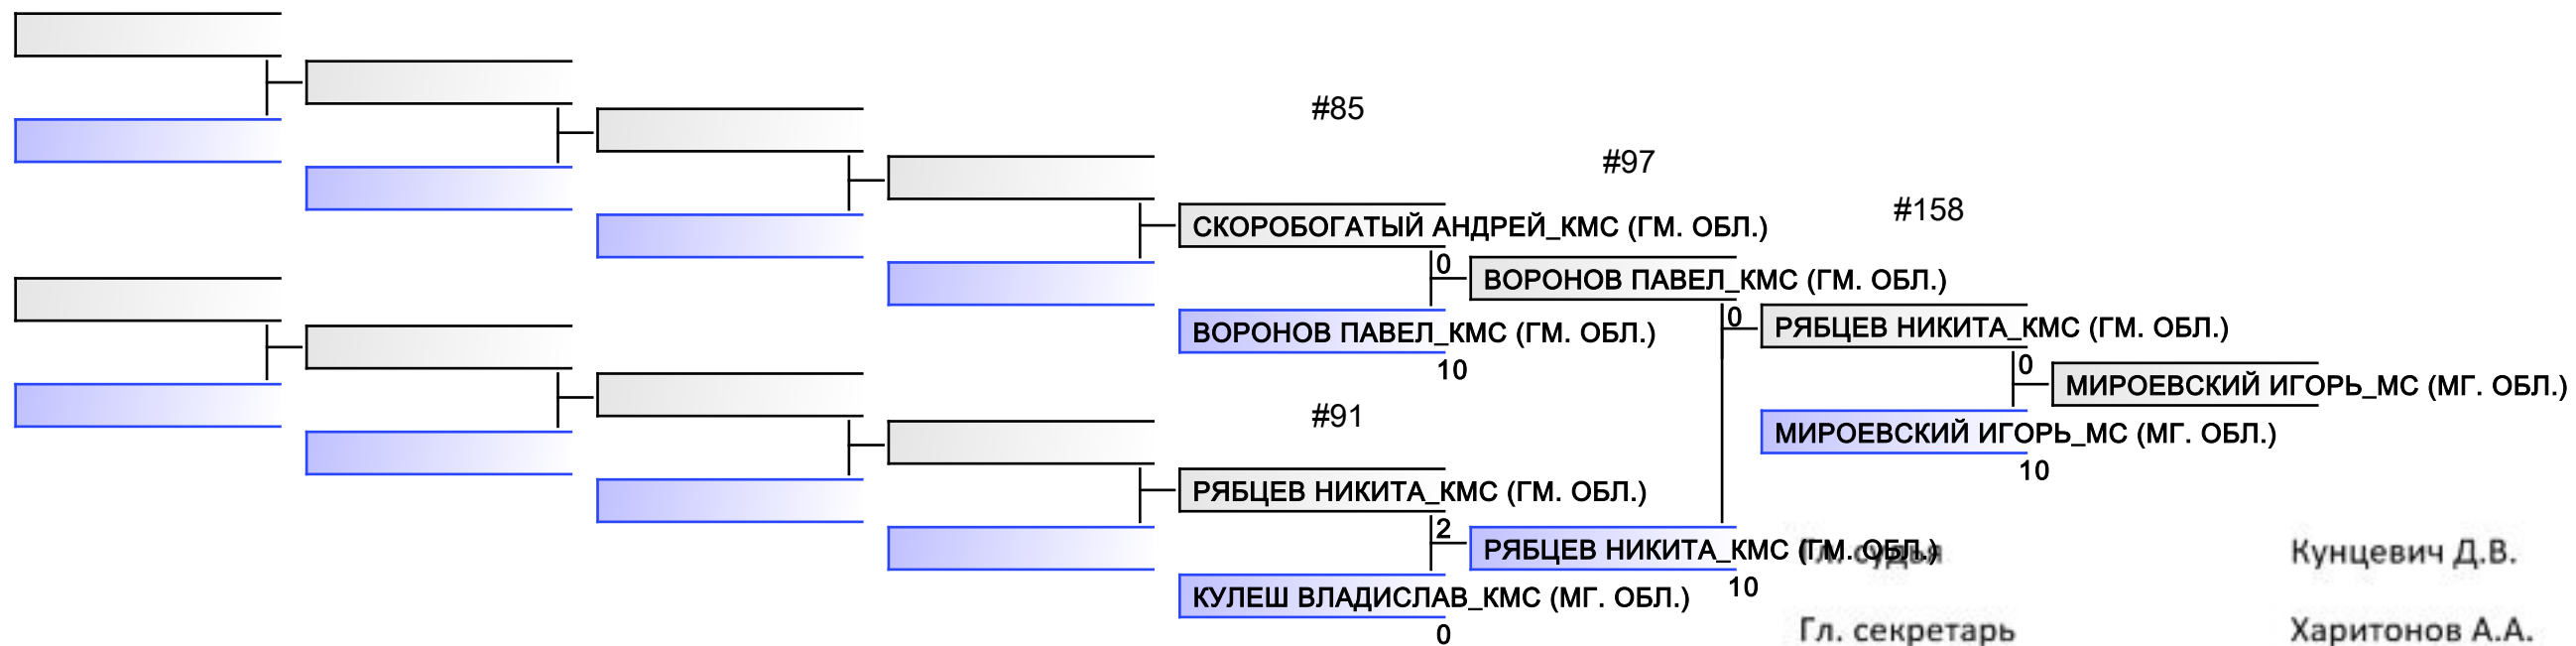 #85
#97
#158
СКОРОБОГАТЫЙ АНДРЕЙ_КМС (ГМ. ОБЛ.)
0
ВОРОНОВ ПАВЕЛ_КМС (ГМ. ОБЛ.)
0
ВОРОНОВ ПАВЕЛ_КМС (ГМ. ОБЛ.)
10
РЯБЦЕВ НИКИТА_КМС (ГМ. ОБЛ.)
0
МИРОЕВСКИЙ ИГОРЬ_МС (МГ. ОБЛ.)
МИРОЕВСКИЙ ИГОРЬ_МС (МГ. ОБЛ.)
10
#91
РЯБЦЕВ НИКИТА_КМС (ГМ. ОБЛ.)
2
РЯБЦЕВ НИКИТА_КМС (ГМ. ОБЛ.)
10
КУЛЕШ ВЛАДИСЛАВ_КМС (МГ. ОБЛ.)
0
Гл. судья Кунцевич Д.В.
Гл. секретарь Харитонов А.А.